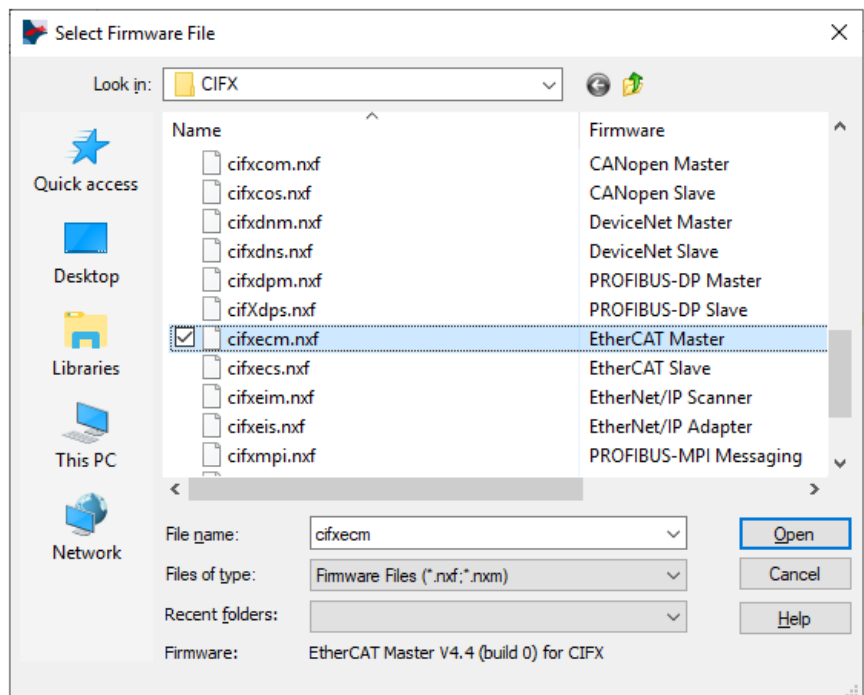 Select Firmware File
Look in: CIFX
Name Firmware
cifxcom.nxf CANopen Master
cifxcos.nxf CANopen Slave
cifxdnm.nxf DeviceNet Master
cifxdns.nxf DeviceNet Slave
cifxdpm.nxf PROFIBUS-DP Master
cifXdps.nxf PROFIBUS-DP Slave
cifxecm.nxf EtherCAT Master
cifxecs.nxf EtherCAT Slave
cifxeim.nxf EtherNet/IP Scanner
cifxeis.nxf EtherNet/IP Adapter
cifxmpi.nxf PROFIBUS-MPI Messaging
Quick access
Desktop
Libraries
This PC
Network
File name: cifxecm Open
Files of type: Firmware Files (*.nxf;*.nxm) Cancel
Recent folders: Help
Firmware: EtherCAT Master V4.4 (build 0) for CIFX